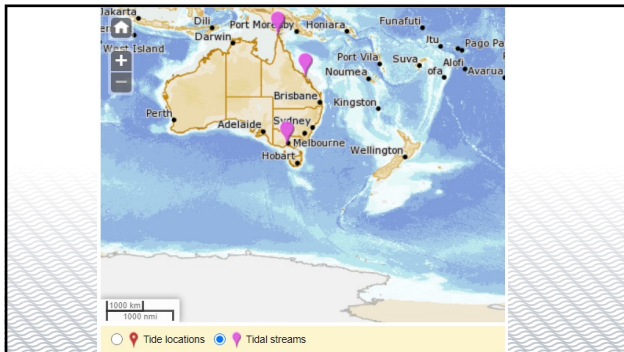 Jakarta
Dili Port Moresby Honiara Funafuti
Darwin
West Island
Port Vila Suva Alofi Pago Pa
Noumea Avarua
Brisbane Kingston
Perth
Adelaide Sydney
Melbourne Wellington
Hobart
+
−
1000 km
1000 nmi
Tide locations Tidal streams